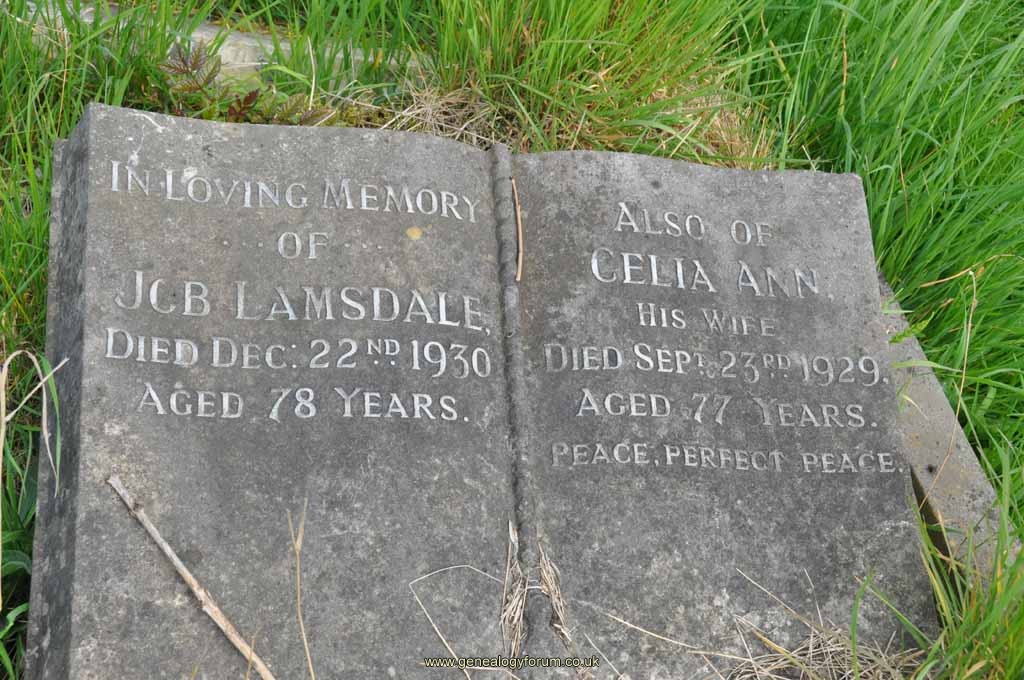 IN LOVING MEMORY
OF
JOB LAMSDALE,
DIED DEC: 22ND. 1930
AGED 78 YEARS.
ALSO OF
CELIA ANN,
HIS WIFE
DIED SEPT. 23RD 1929.
AGED 77 YEARS.
PEACE, PERFECT PEACE.
www.genealogyforum.co.uk